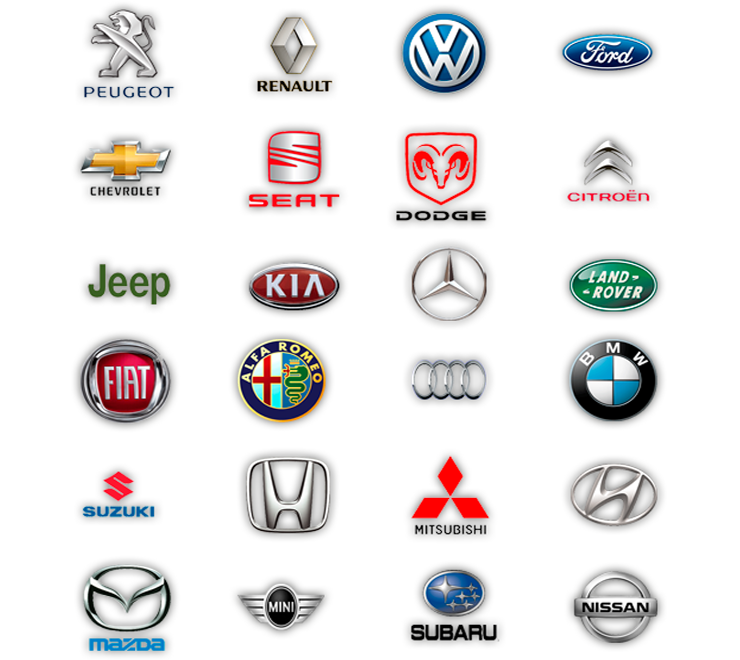 PEUGEOT
RENAULT
VW
Ford
CHEVROLET
SEAT
DODGE
CITROËN
Jeep
KIA
LAND-
-ROVER
FIAT
ALFA ROMEO
BMW
SUZUKI
MITSUBISHI
mazda
MINI
SUBARU
NISSAN